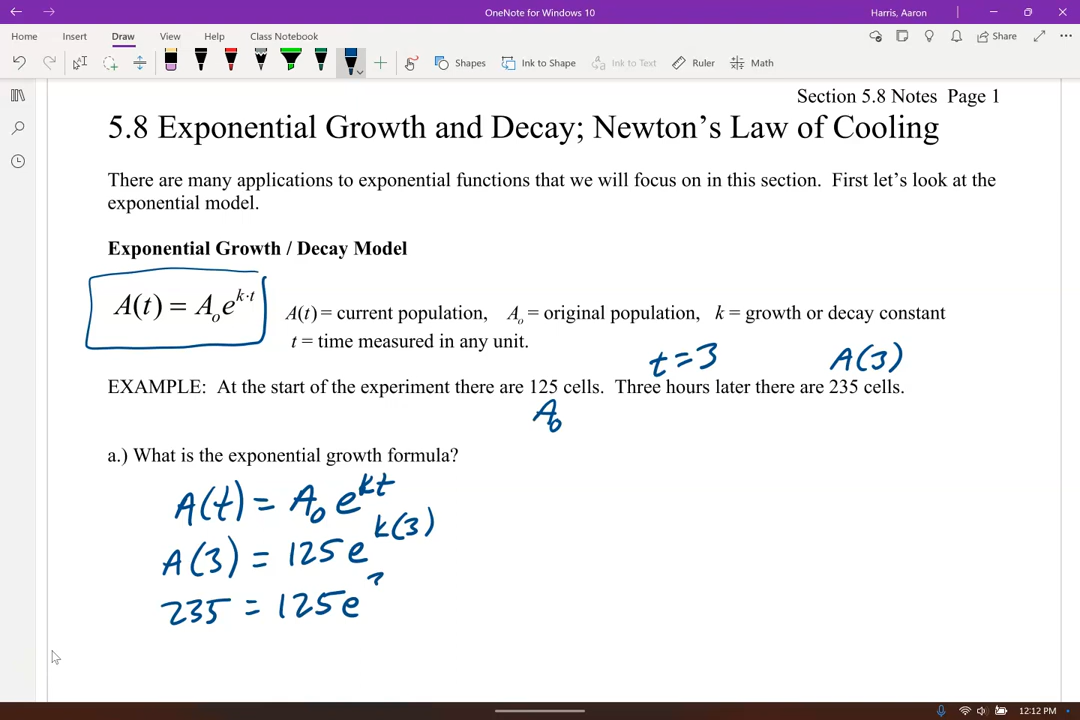 OneNote for Windows 10
Harris, Aaron
Home Insert Draw View Help Class Notebook
Share
Shapes Ink to Shape Ink to Text Ruler Math
Section 5.8 Notes Page 1
5.8 Exponential Growth and Decay; Newton's Law of Cooling
There are many applications to exponential functions that we will focus on in this section. First let's look at the
exponential model.
Exponential Growth / Decay Model
A(t) = Aₒe^(k·t) A(t) = current population, Aₒ = original population, k = growth or decay constant
t = time measured in any unit.
t = 3 A(3)
EXAMPLE: At the start of the experiment there are 125 cells. Three hours later there are 235 cells.
A₀
a.) What is the exponential growth formula?
A(t) = A₀ e^(kt)
A(3) = 125 e^(k(3))
235 = 125 e
12:12 PM